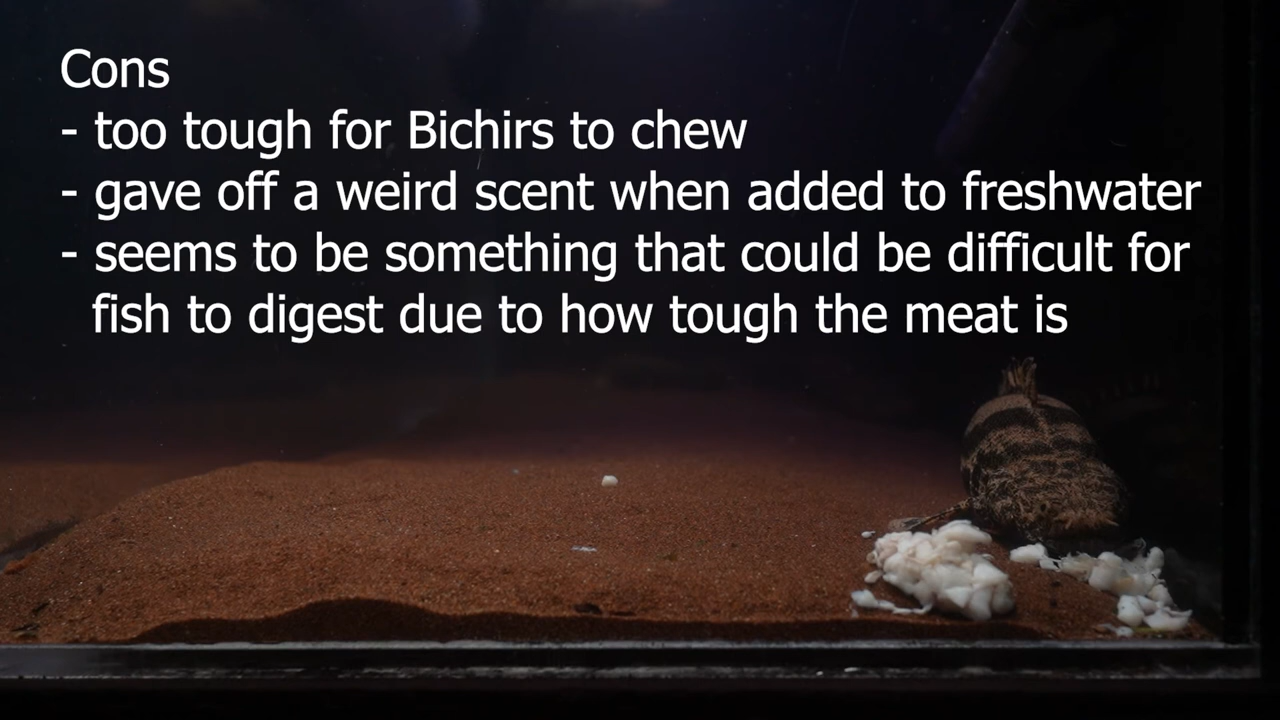 Cons
- too tough for Bichirs to chew
- gave off a weird scent when added to freshwater
- seems to be something that could be difficult for
fish to digest due to how tough the meat is